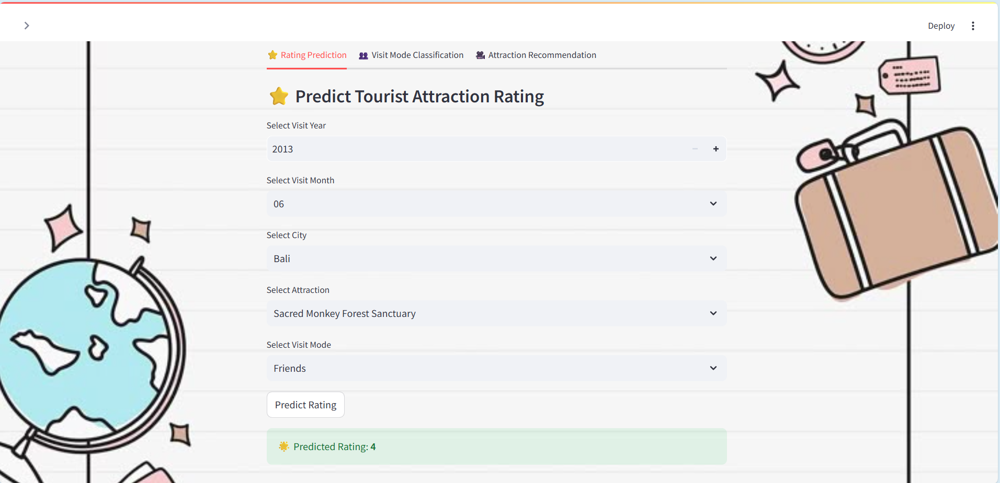 Deploy
Rating Prediction
Visit Mode Classification
Attraction Recommendation
Predict Tourist Attraction Rating
Select Visit Year
2013
Select Visit Month
06
Select City
Bali
Select Attraction
Sacred Monkey Forest Sanctuary
Select Visit Mode
Friends
Predict Rating
Predicted Rating: 4